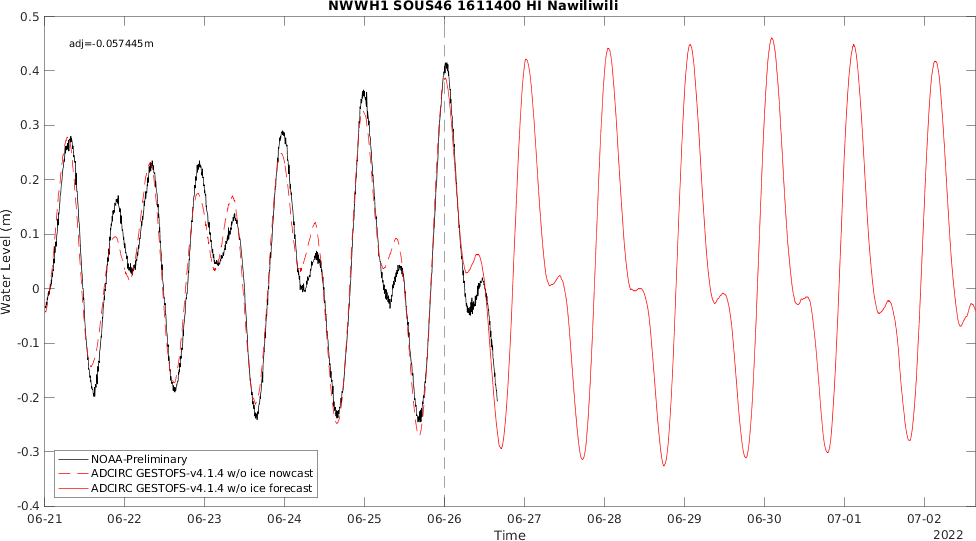 NWWH1 SOUS46 1611400 HI Nawiliwili
adj=-0.057445m
0.5
0.4
0.3
0.2
0.1
0
-0.1
-0.2
-0.3
-0.4
Water Level (m)
NOAA-Preliminary
ADCIRC GESTOFS-v4.1.4 w/o ice nowcast
ADCIRC GESTOFS-v4.1.4 w/o ice forecast
06-21 06-22 06-23 06-24 06-25 06-26 06-27 06-28 06-29 06-30 07-01 07-02
Time
2022